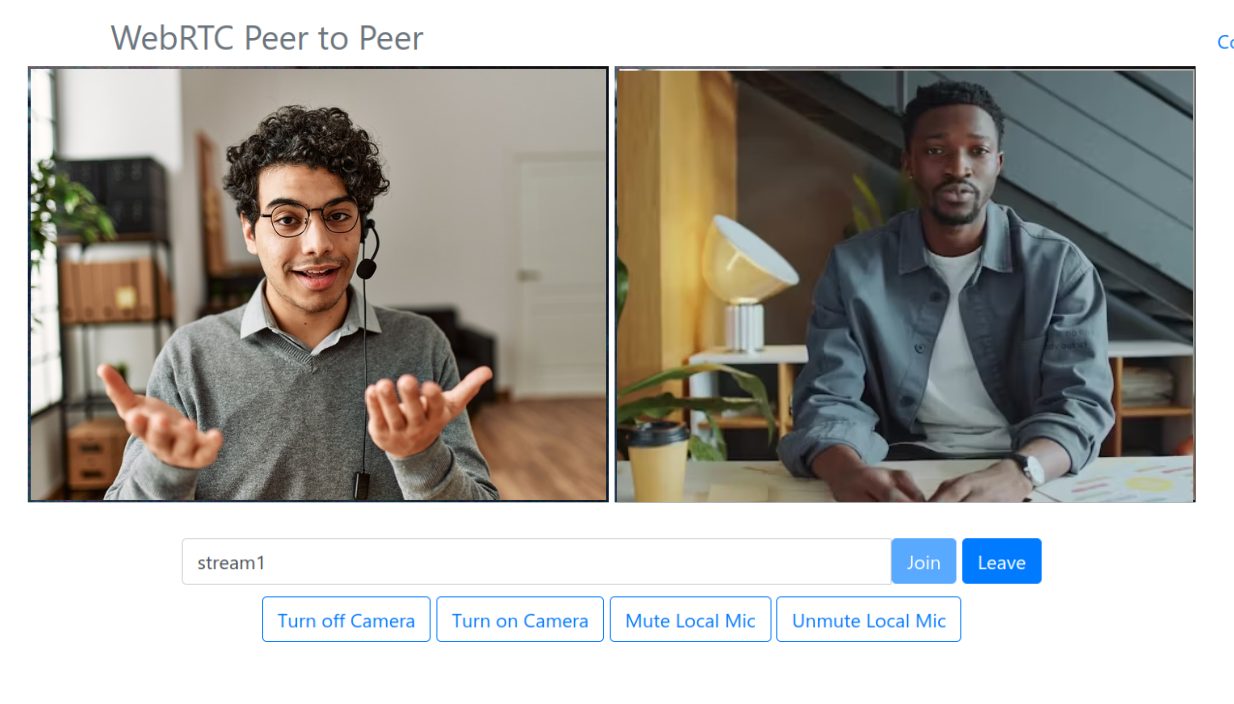 WebRTC Peer to Peer
Co
stream1
Join
Leave
Turn off Camera
Turn on Camera
Mute Local Mic
Unmute Local Mic